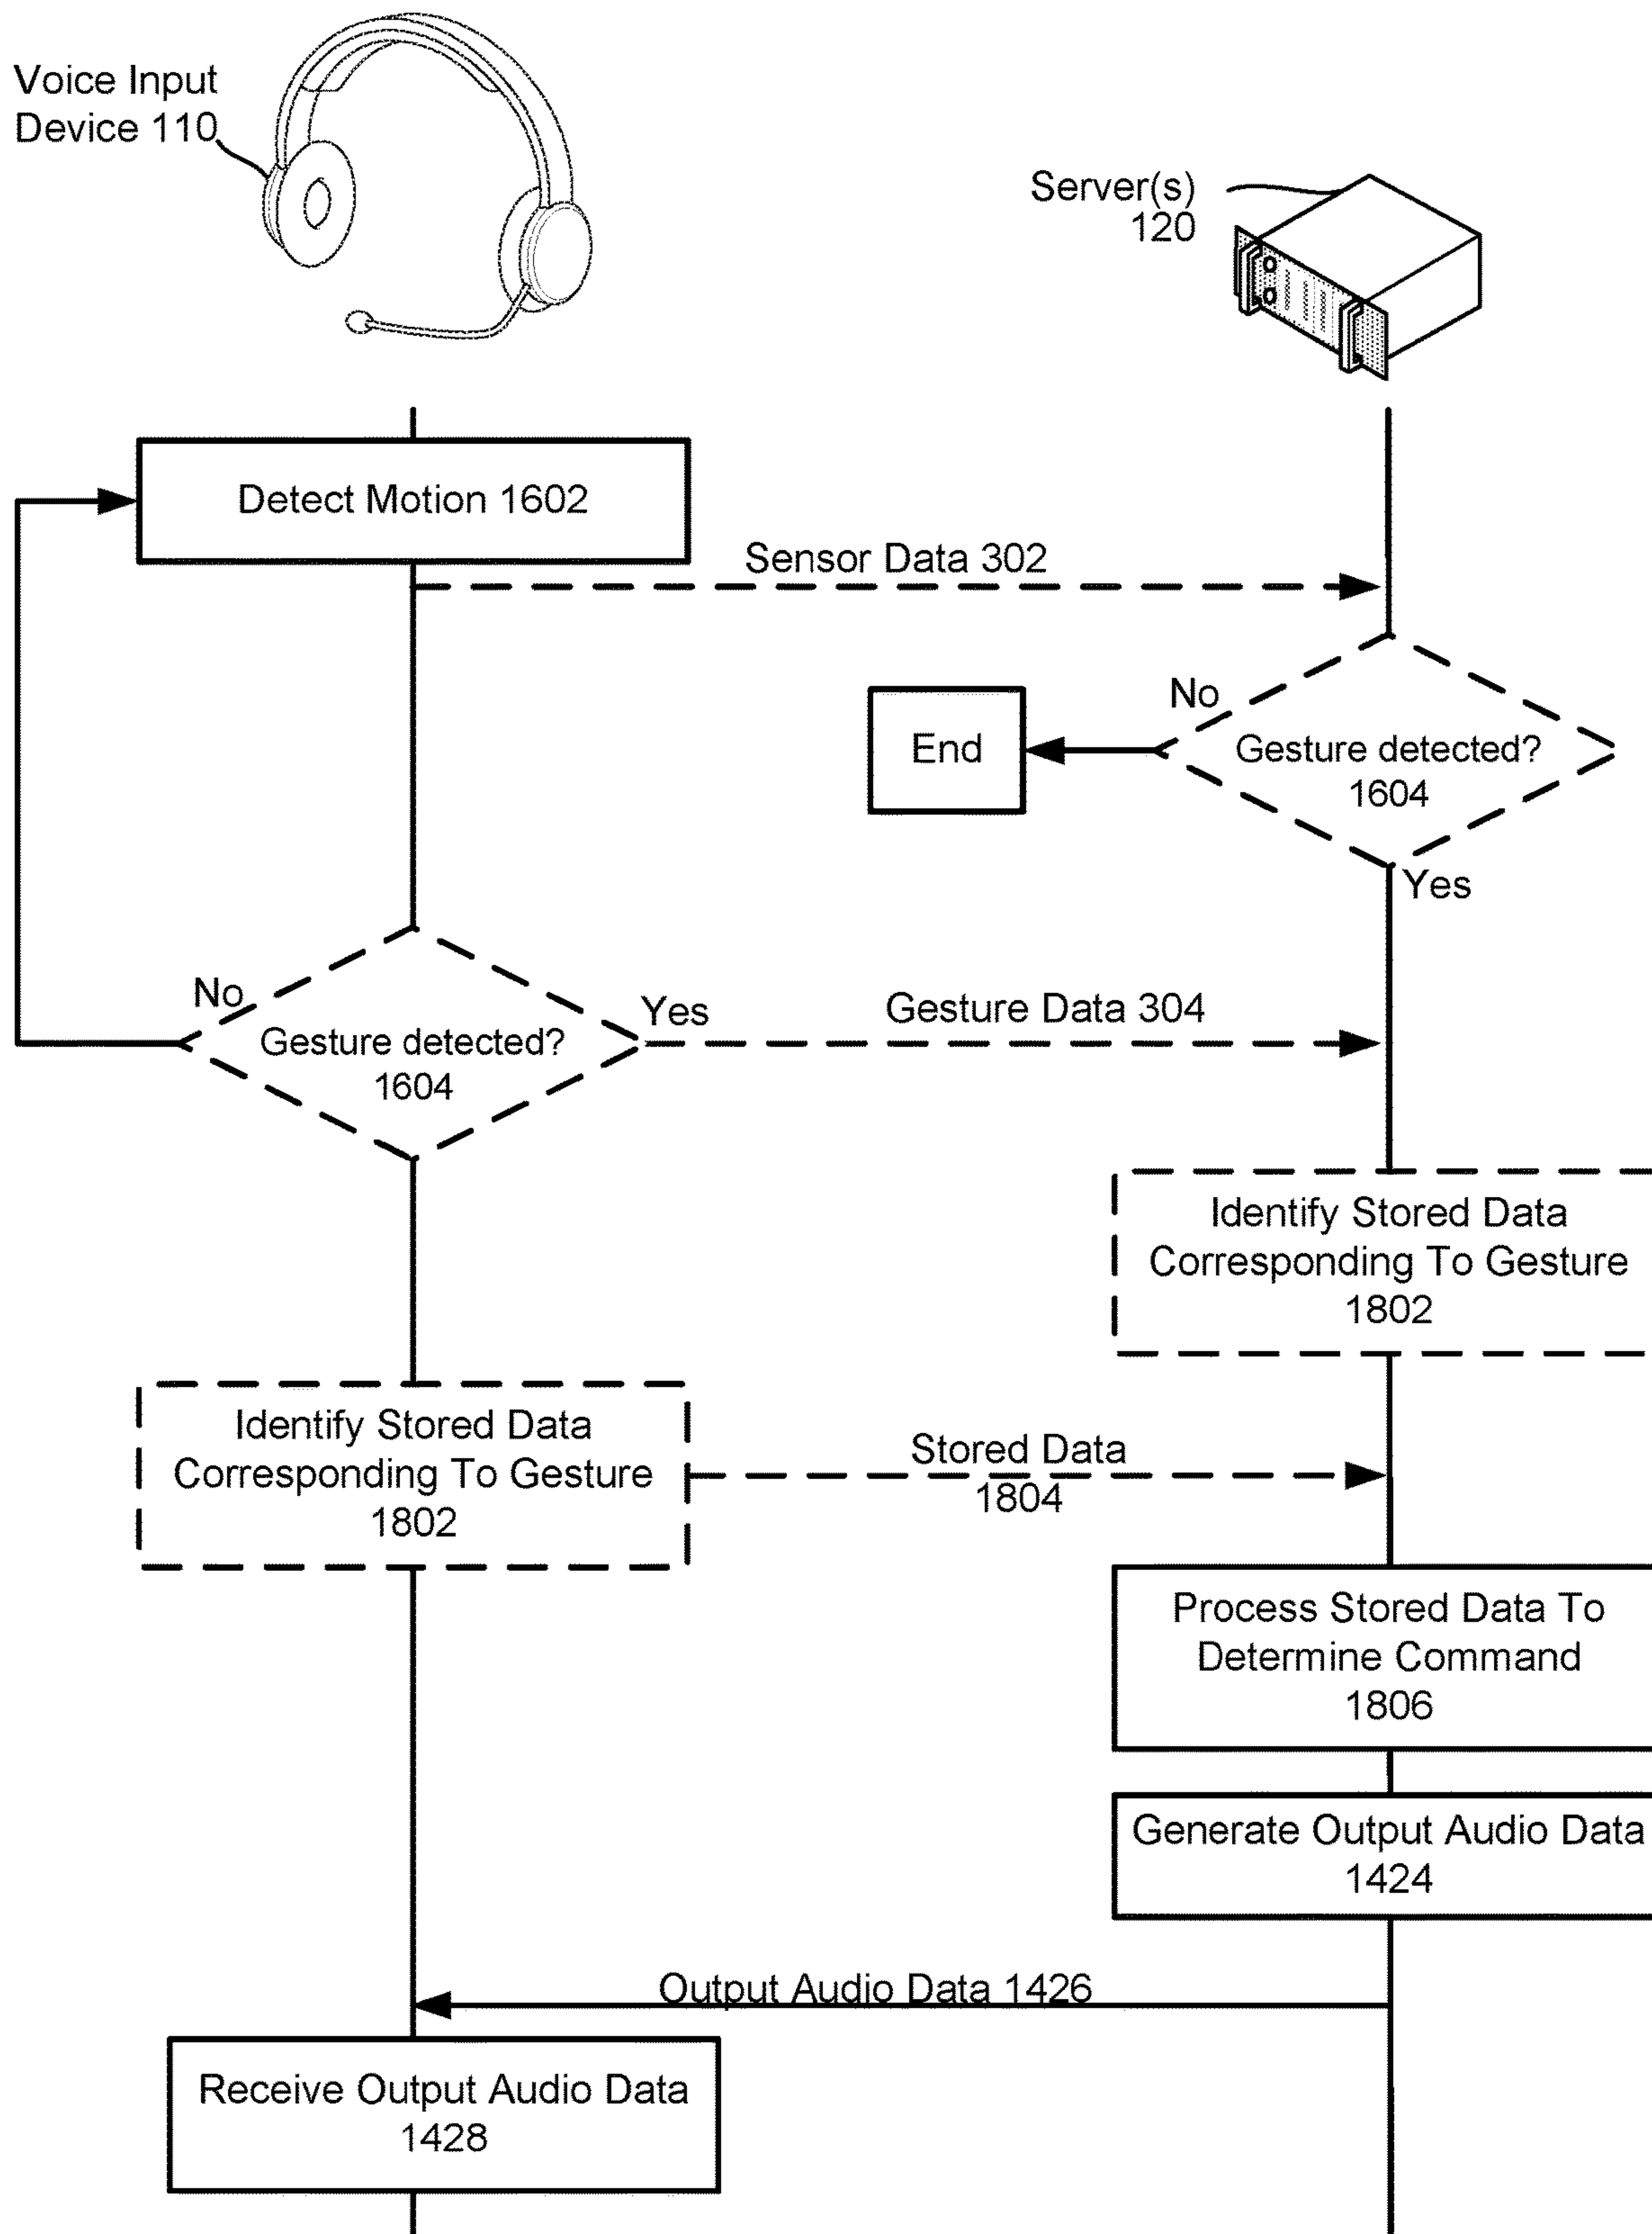 Voice Input
Device 110
Server(s)
120
Detect Motion 1602
Sensor Data 302
No
End
Gesture detected?
1604
Yes
No
Yes
Gesture Data 304
Gesture detected?
1604
Identify Stored Data
Corresponding To Gesture
1802
Identify Stored Data
Corresponding To Gesture
1802
Stored Data
1804
Process Stored Data To
Determine Command
1806
Generate Output Audio Data
1424
Output Audio Data 1426
Receive Output Audio Data
1428